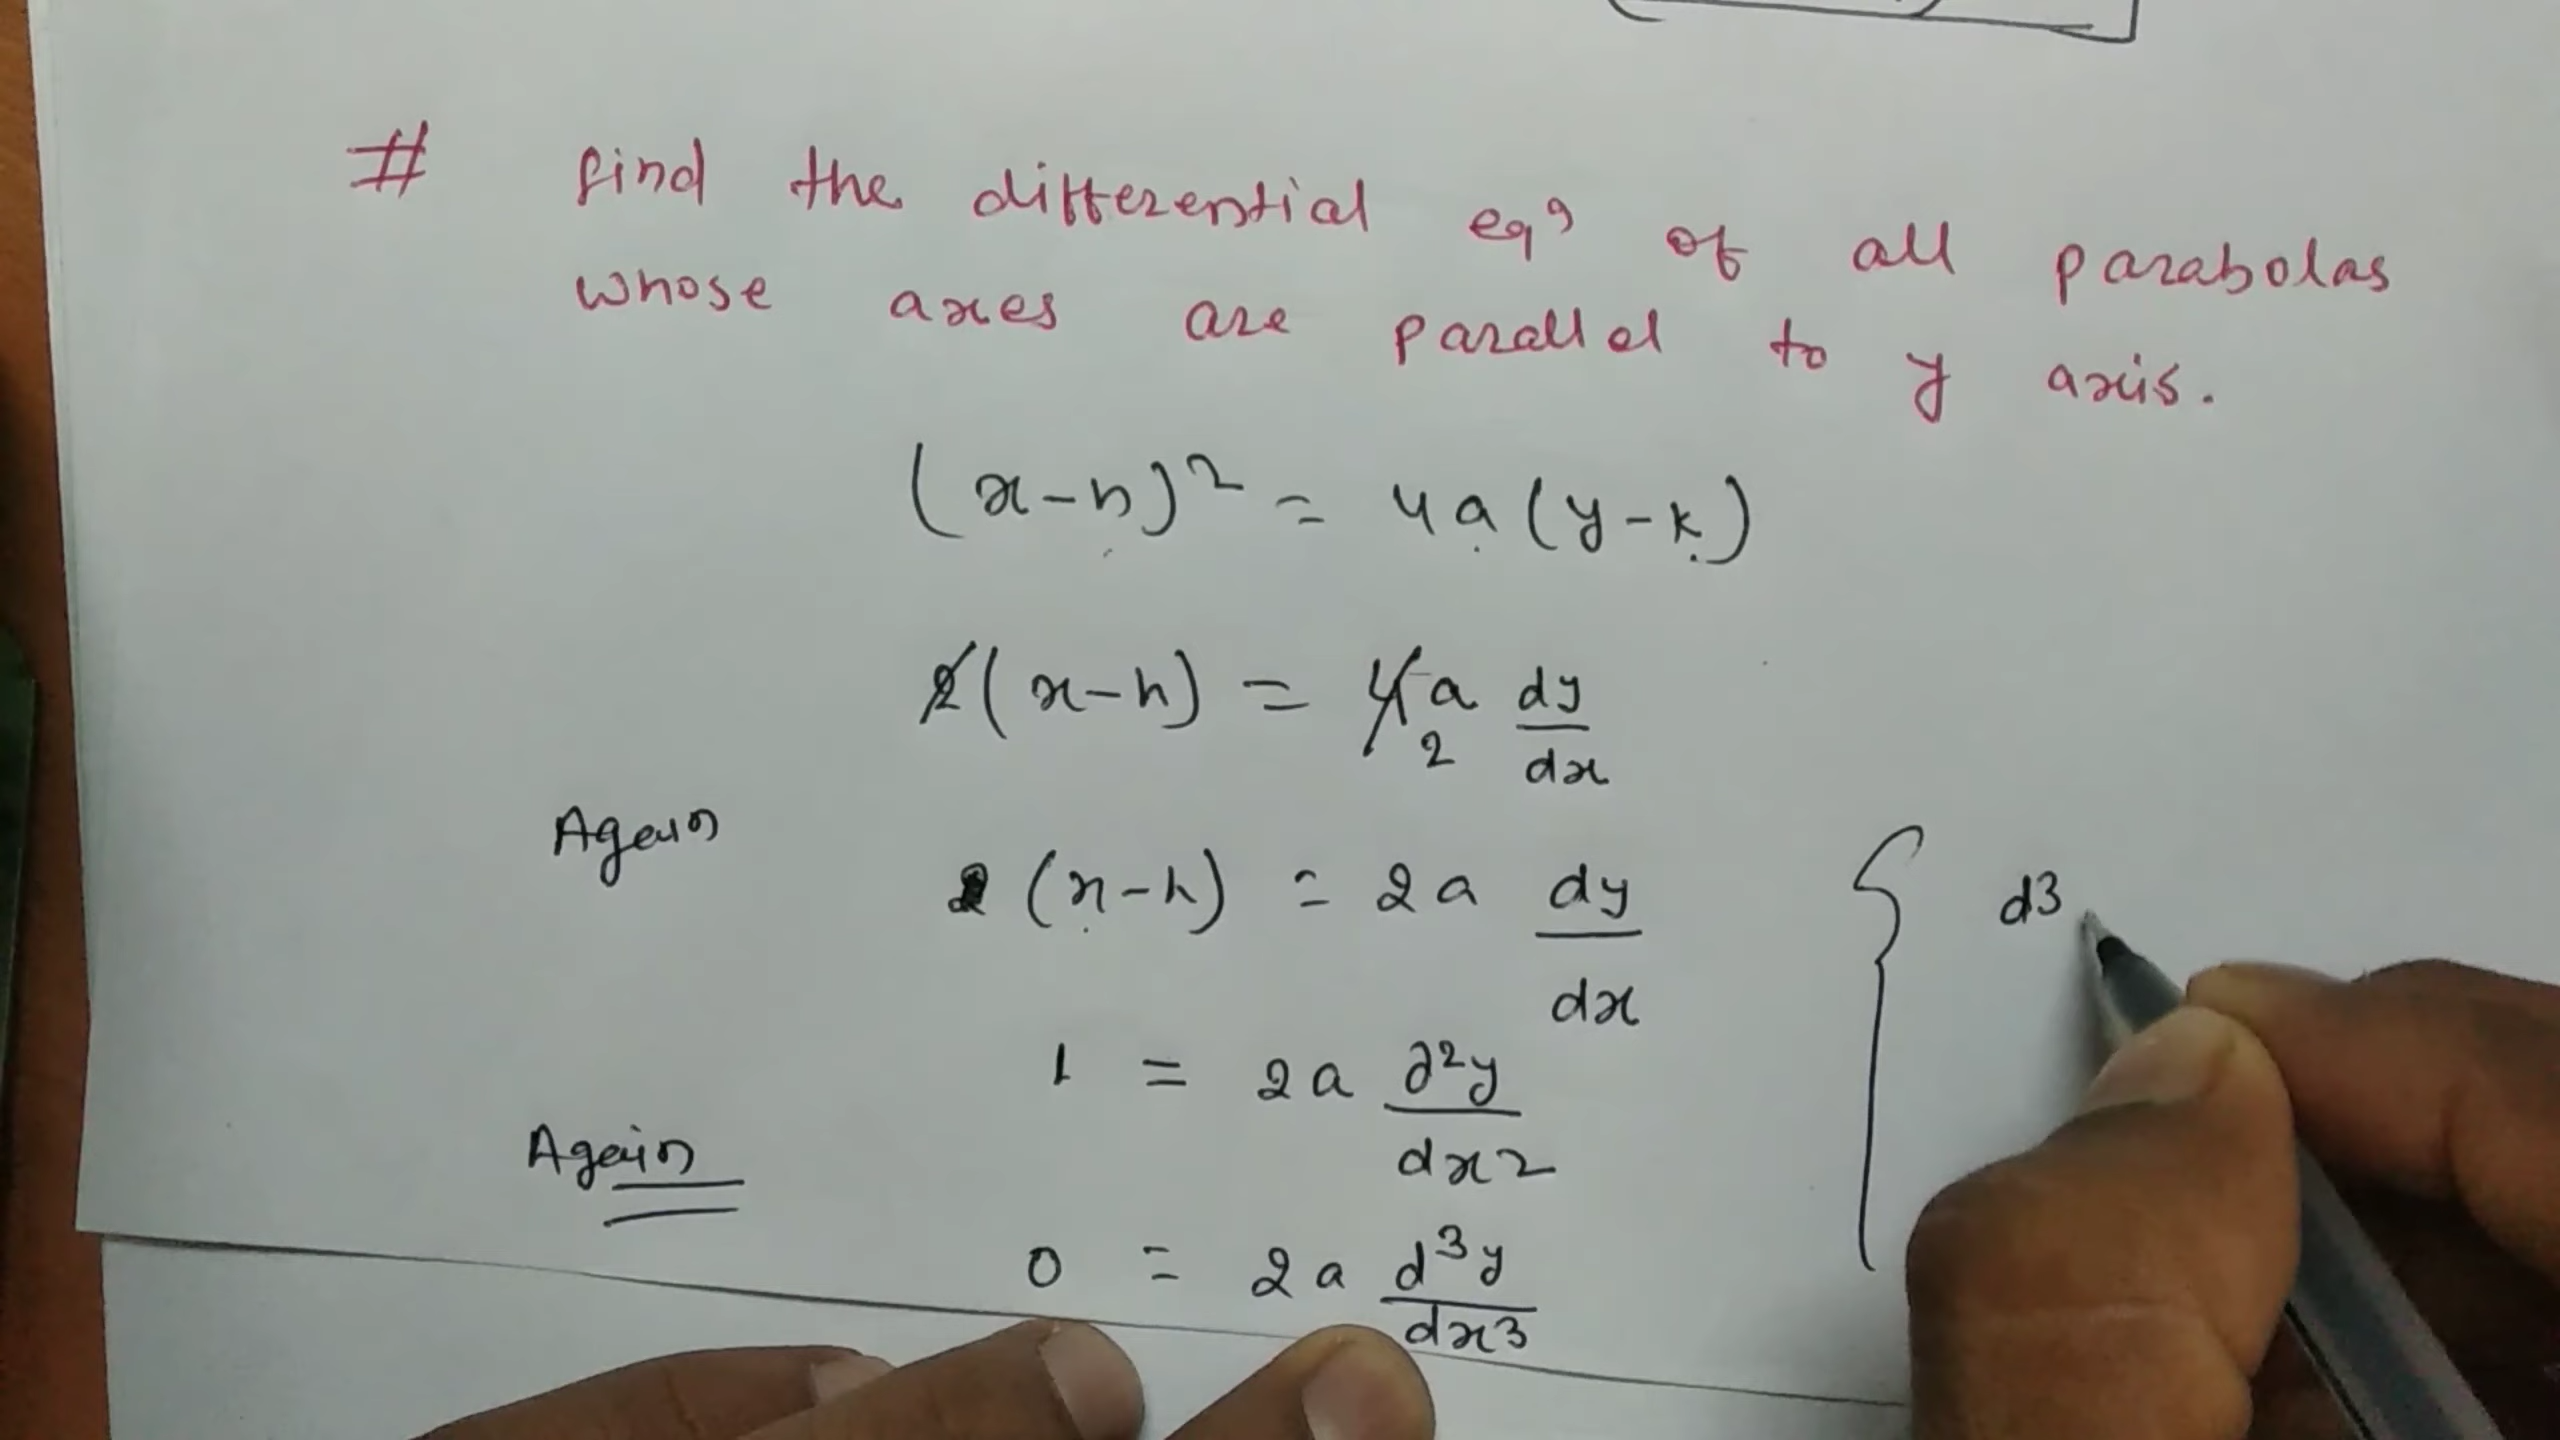 # find the differential eqn of all parabolas
whose axes are parallel to y axis.
(x-h)² = 4a(y-k)
2(x-h) = 4a dy/dx
2
Again
(x-h) = 2a dy/dx
1 = 2a d²y/dx²
Again
0 = 2a d³y/dx³
{ d3